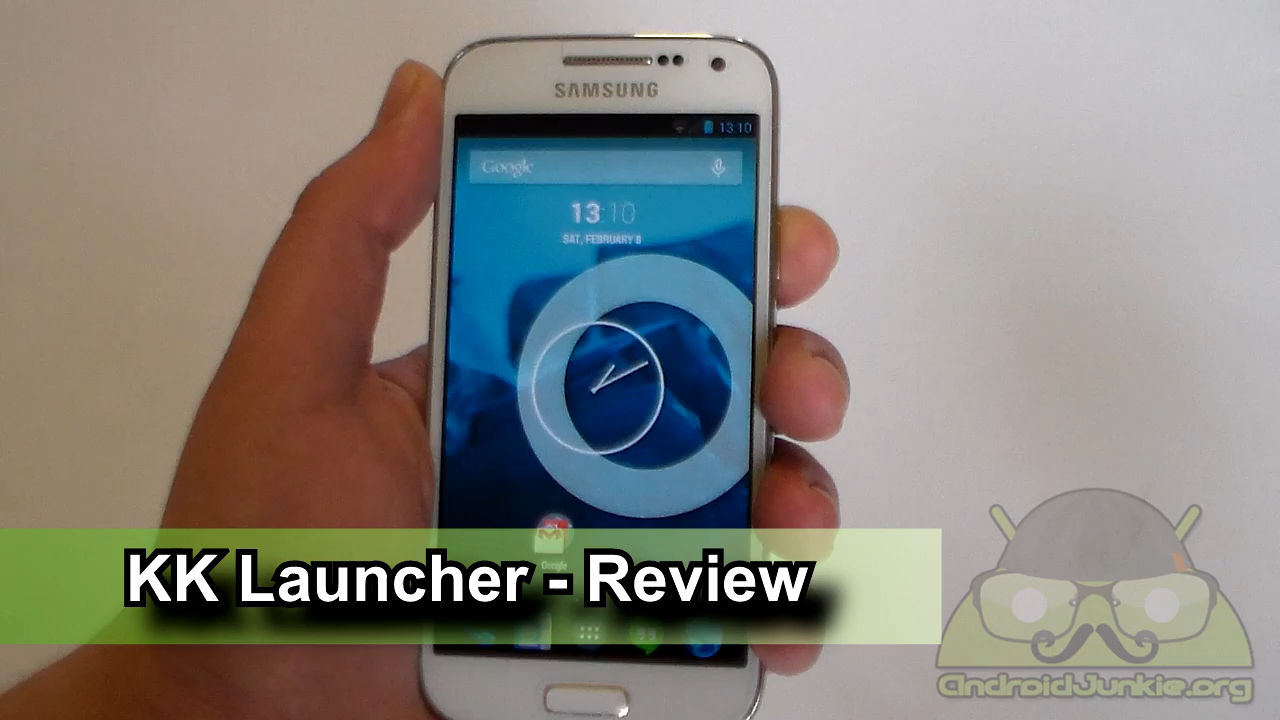 SAMSUNG
13:10
Google
13:10
SAT, FEBRUARY 8
Google
KK Launcher - Review
AndroidJunkie.org